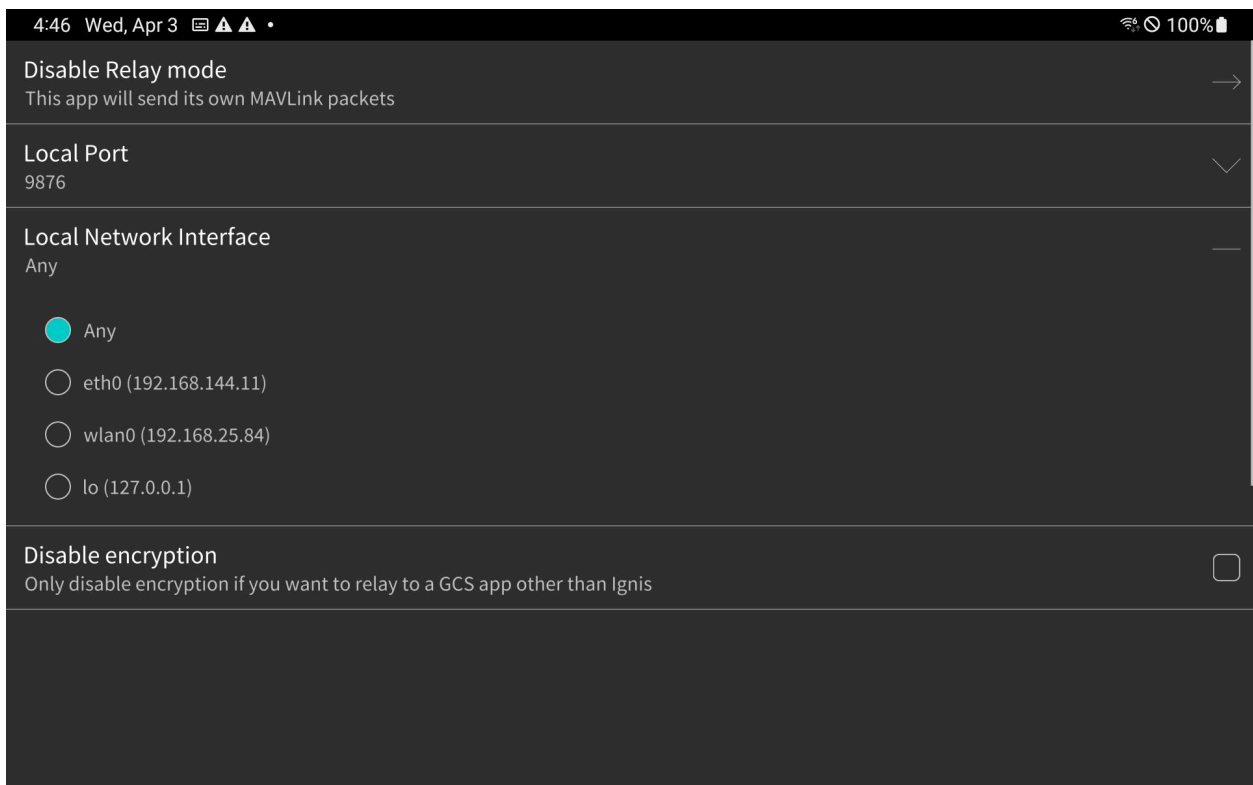 4:46 Wed, Apr 3 100%
Disable Relay mode
This app will send its own MAVLink packets
Local Port
9876
Local Network Interface
Any
Any
eth0 (192.168.144.11)
wlan0 (192.168.25.84)
lo (127.0.0.1)
Disable encryption
Only disable encryption if you want to relay to a GCS app other than Ignis